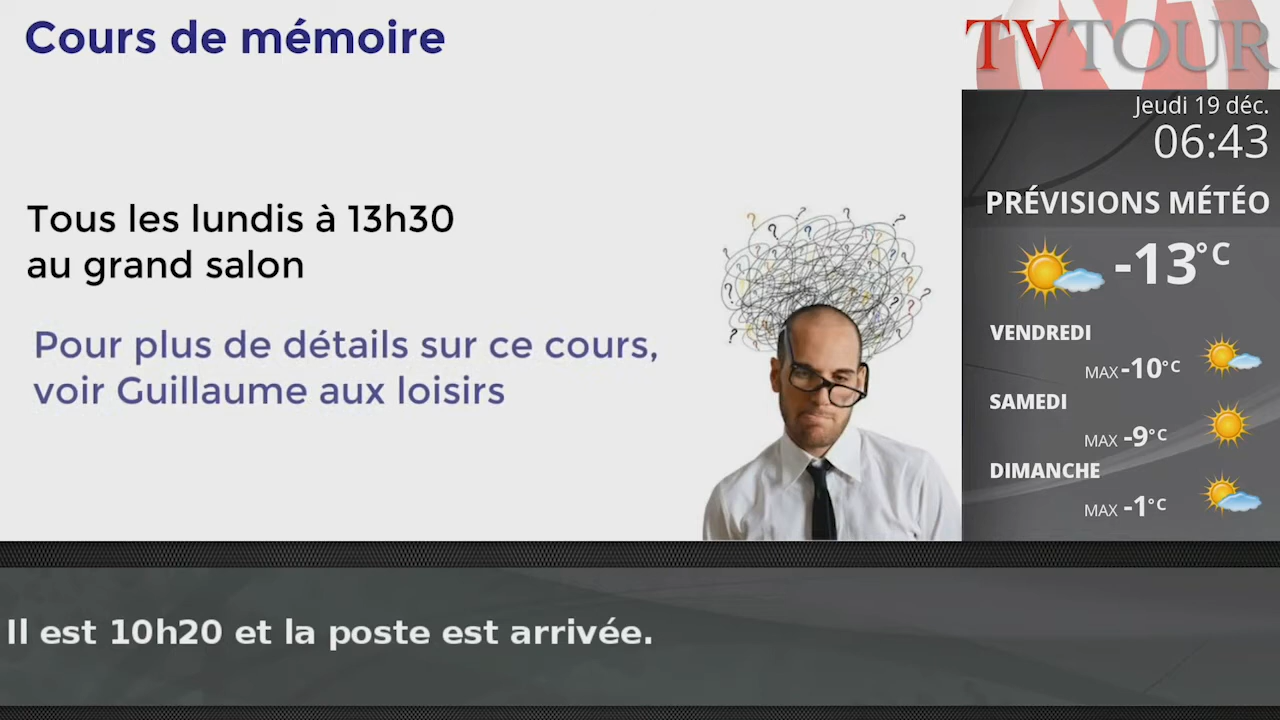 Cours de mémoire
Tous les lundis à 13h30
au grand salon
Pour plus de détails sur ce cours,
voir Guillaume aux loisirs
TVTOUR
Jeudi 19 déc.
06:43
PRÉVISIONS MÉTÉO
-13°C
VENDREDI
MAX -10°C
SAMEDI
MAX -9°C
DIMANCHE
MAX -1°C
Il est 10h20 et la poste est arrivée.